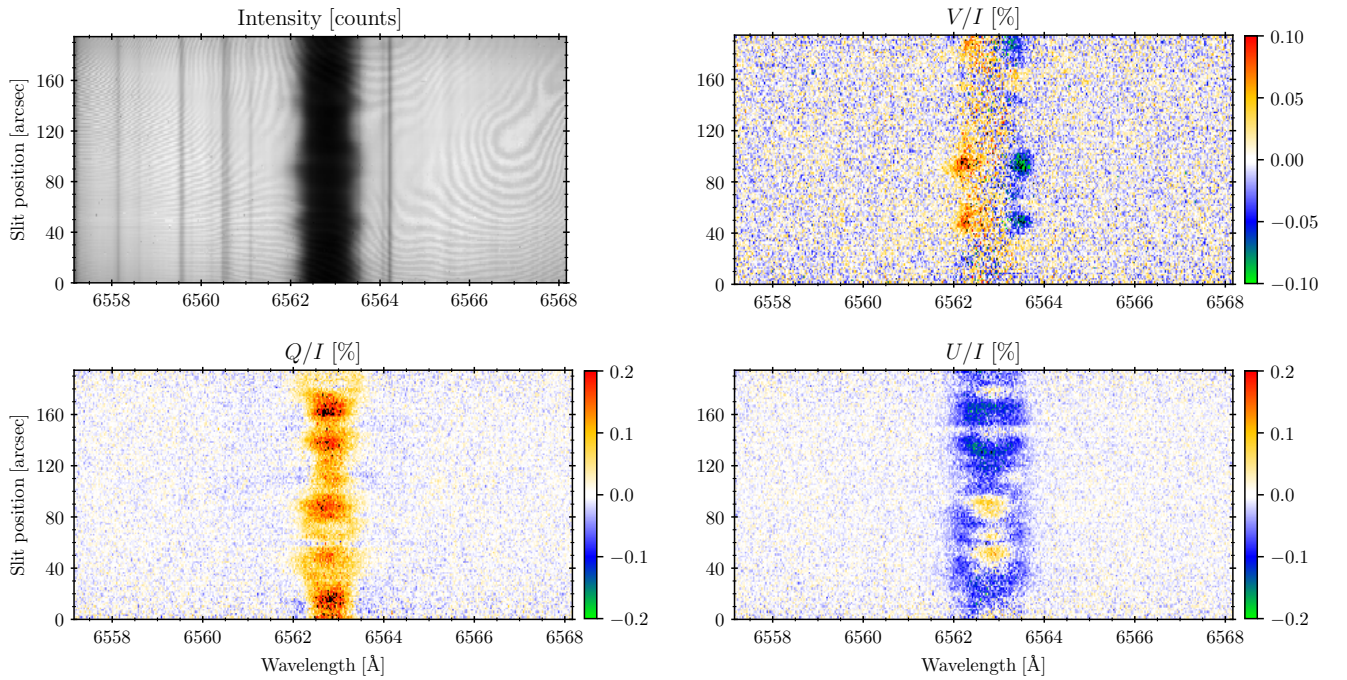 Intensity [counts]
Slit position [arcsec]
160
120
80
40
0
6558 6560 6562 6564 6566 6568
V/I [%]
160
120
80
40
0
6558 6560 6562 6564 6566 6568
0.10
0.05
0.00
−0.05
−0.10
Q/I [%]
Slit position [arcsec]
160
120
80
40
0
6558 6560 6562 6564 6566 6568
Wavelength [Å]
0.2
0.1
0.0
−0.1
−0.2
U/I [%]
160
120
80
40
0
6558 6560 6562 6564 6566 6568
Wavelength [Å]
0.2
0.1
0.0
−0.1
−0.2